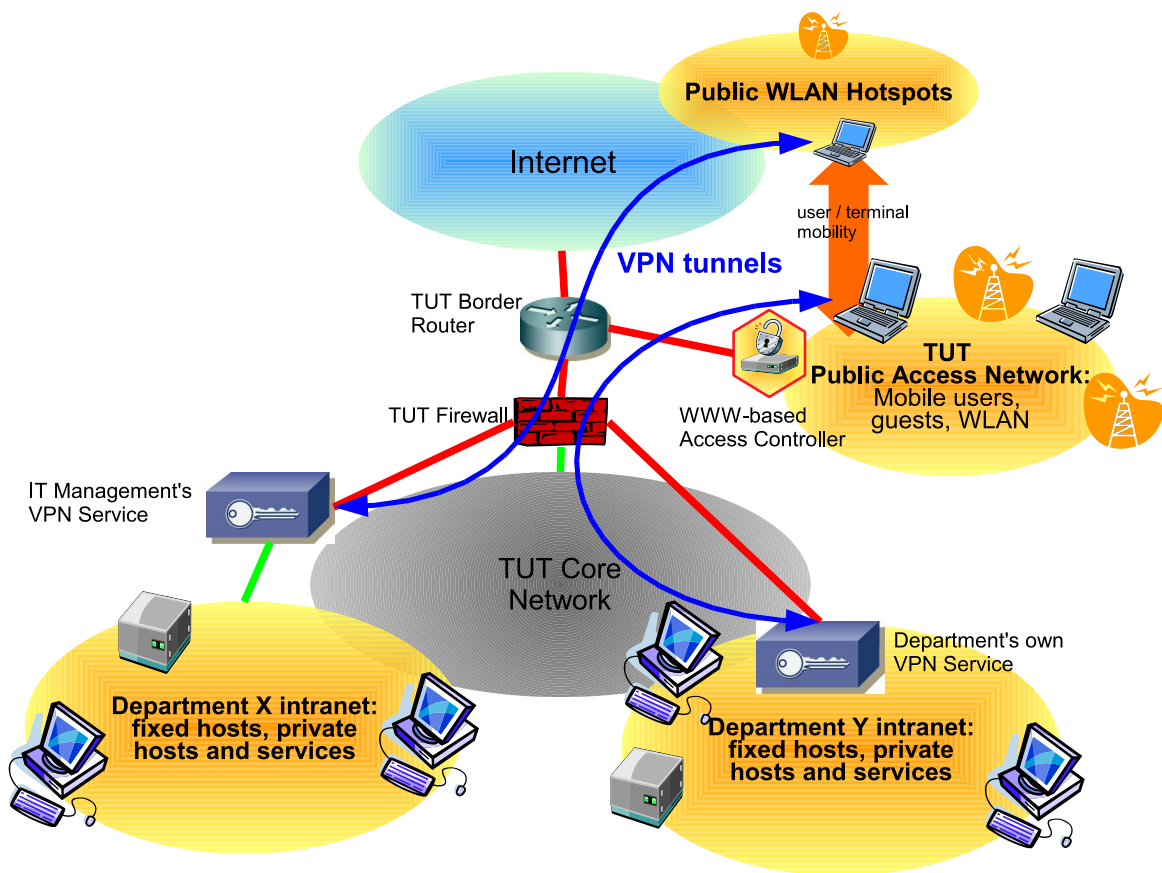 Public WLAN Hotspots
Internet
user / terminal
mobility
VPN tunnels
TUT Border
Router
TUT
Public Access Network:
Mobile users,
guests, WLAN
TUT Firewall
WWW-based
Access Controller
IT Management's
VPN Service
TUT Core
Network
Department's own
VPN Service
Department X intranet:
fixed hosts, private
hosts and services
Department Y intranet:
fixed hosts, private
hosts and services